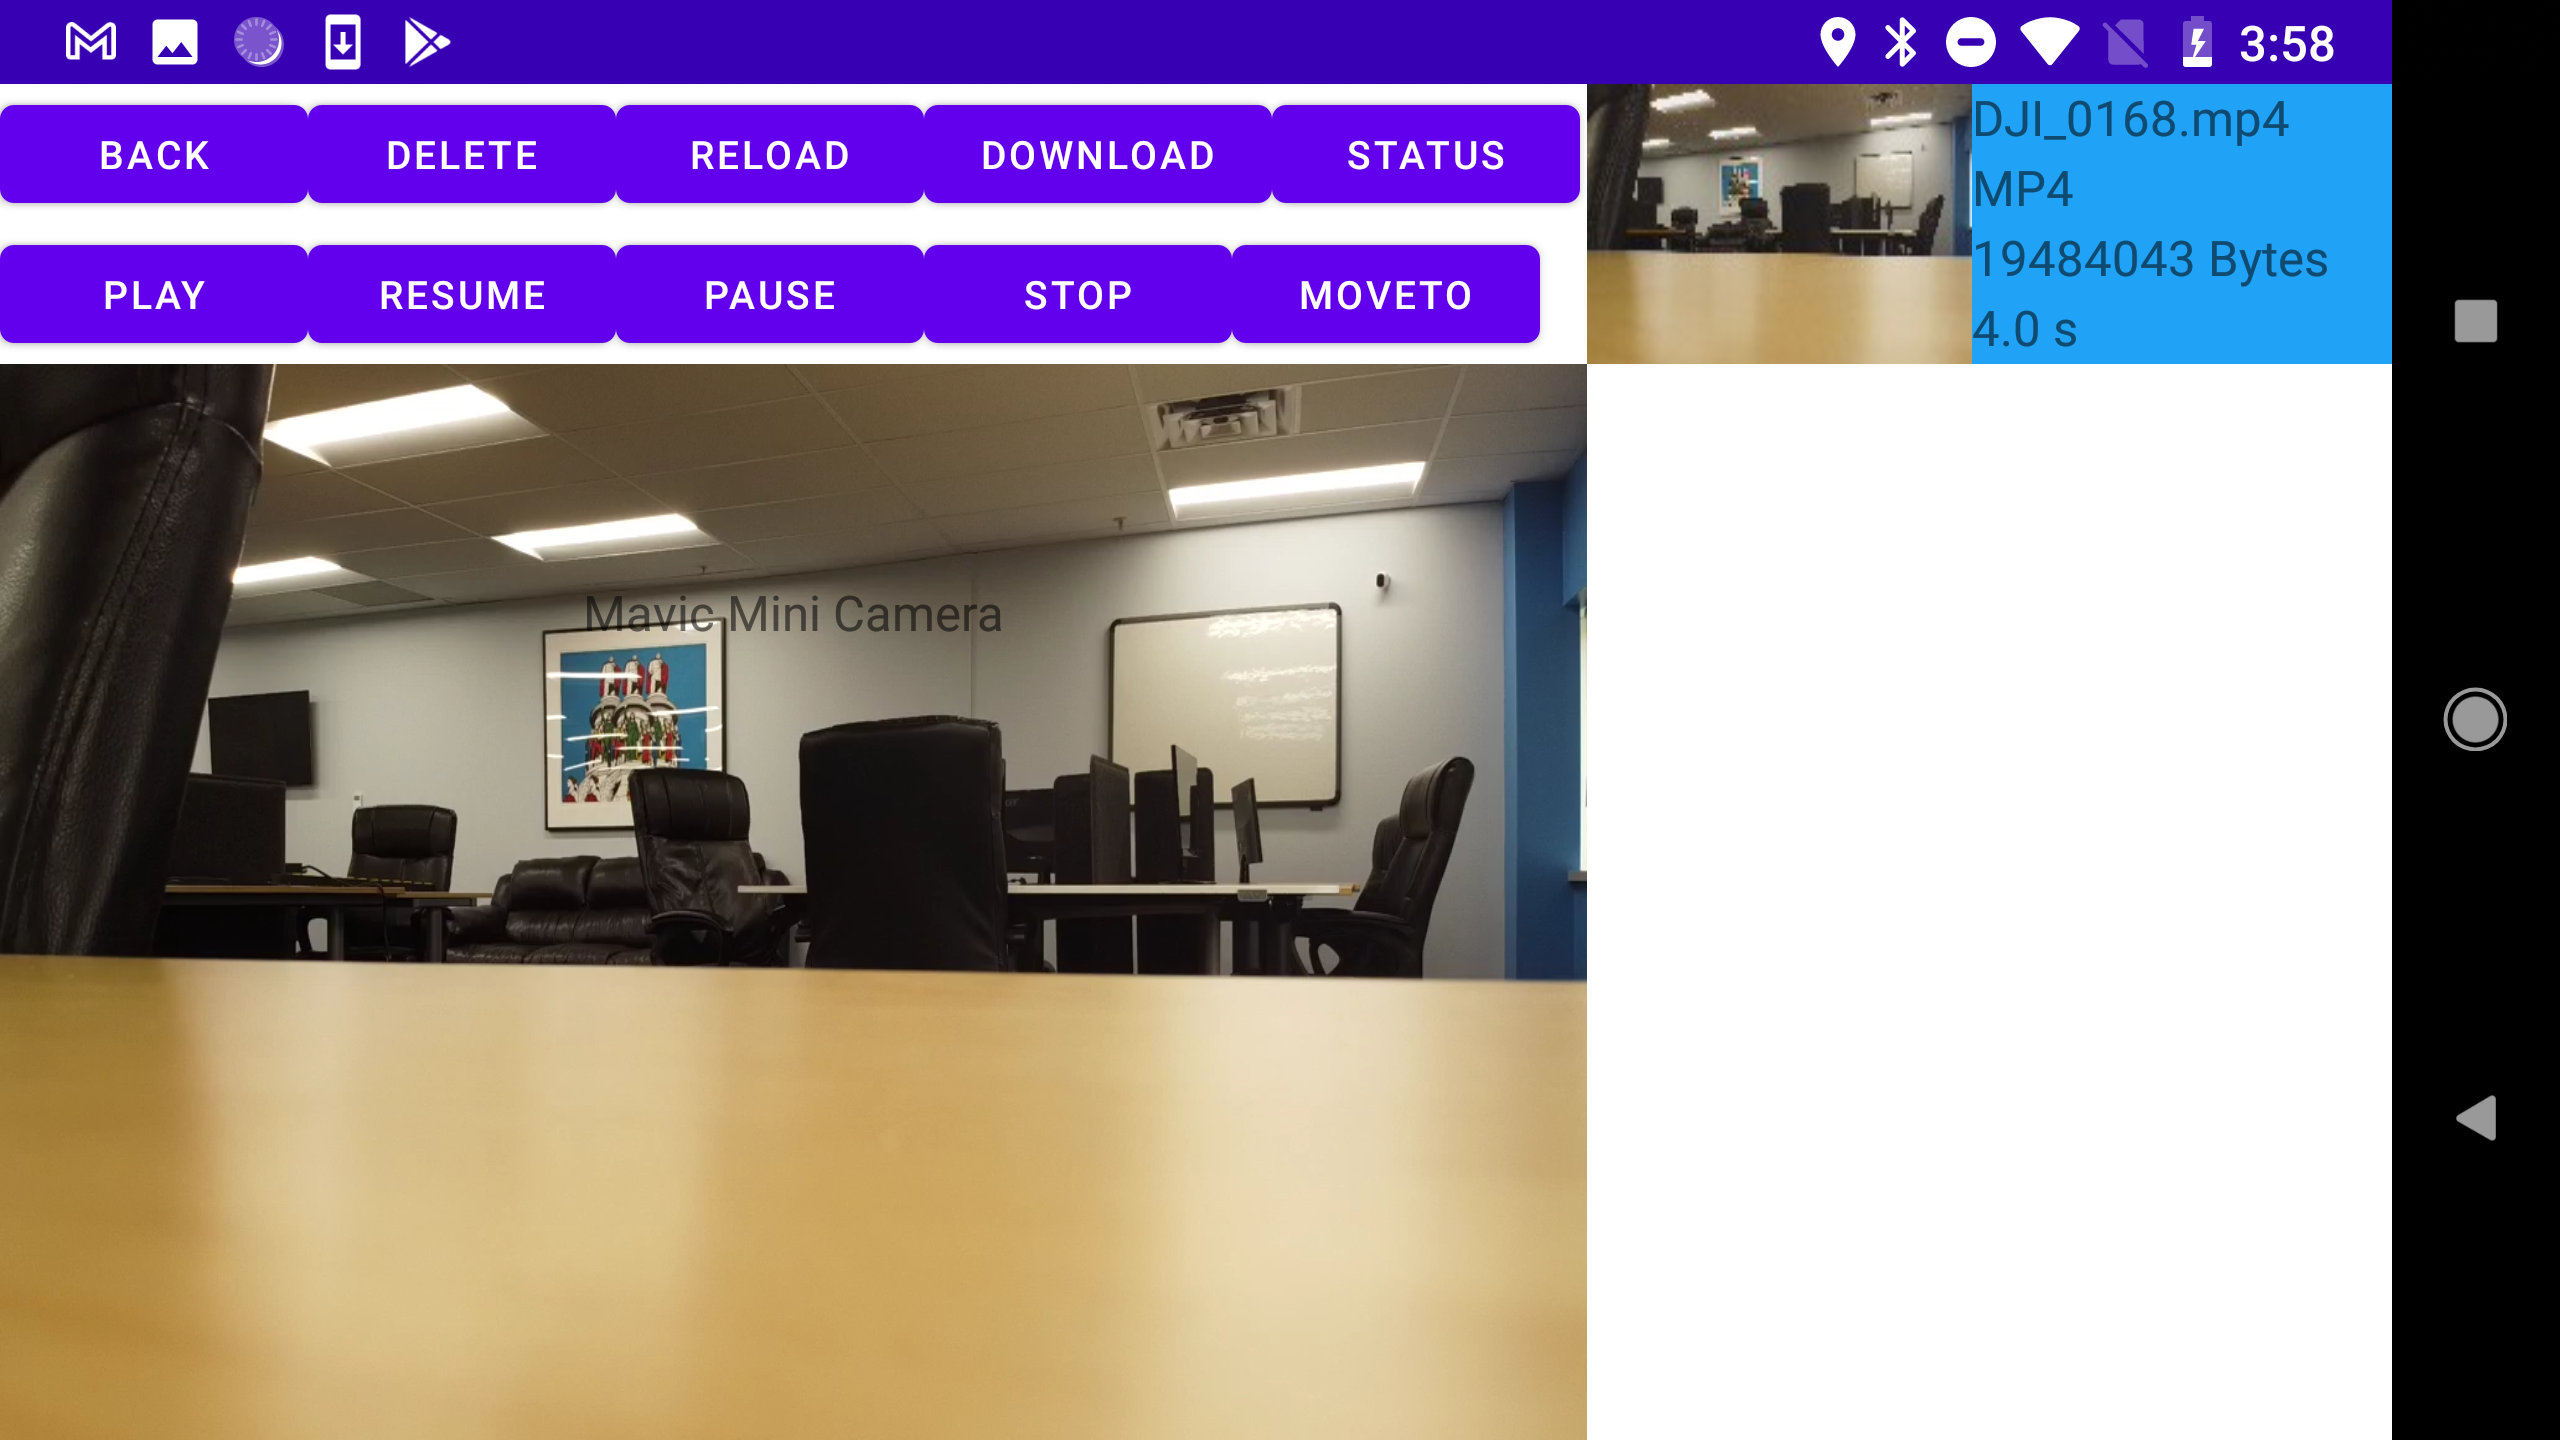 3:58
BACK DELETE RELOAD DOWNLOAD STATUS
PLAY RESUME PAUSE STOP MOVETO
DJI_0168.mp4
MP4
19484043 Bytes
4.0 s
Mavic Mini Camera